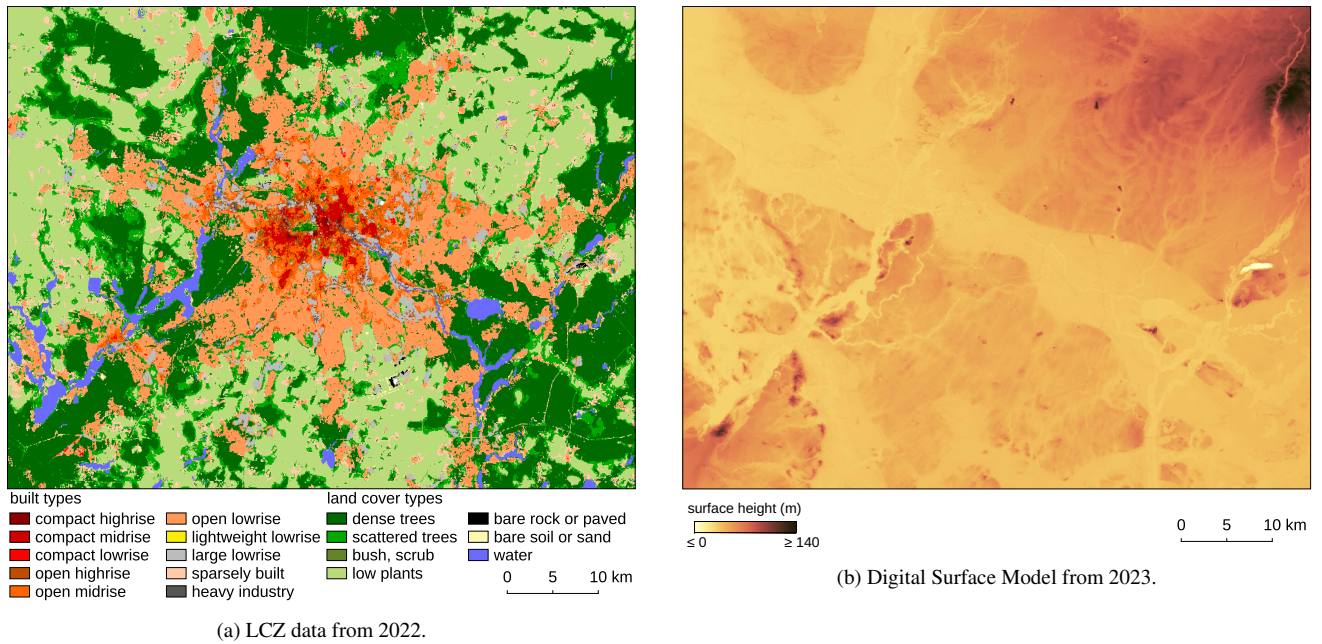 built types
land cover types
compact highrise
open lowrise
dense trees
bare rock or paved
compact midrise
lightweight lowrise
scattered trees
bare soil or sand
compact lowrise
large lowrise
bush, scrub
water
open highrise
sparsely built
low plants
open midrise
heavy industry
0 5 10 km
(a) LCZ data from 2022.
surface height (m)
≤ 0 ≥ 140
0 5 10 km
(b) Digital Surface Model from 2023.